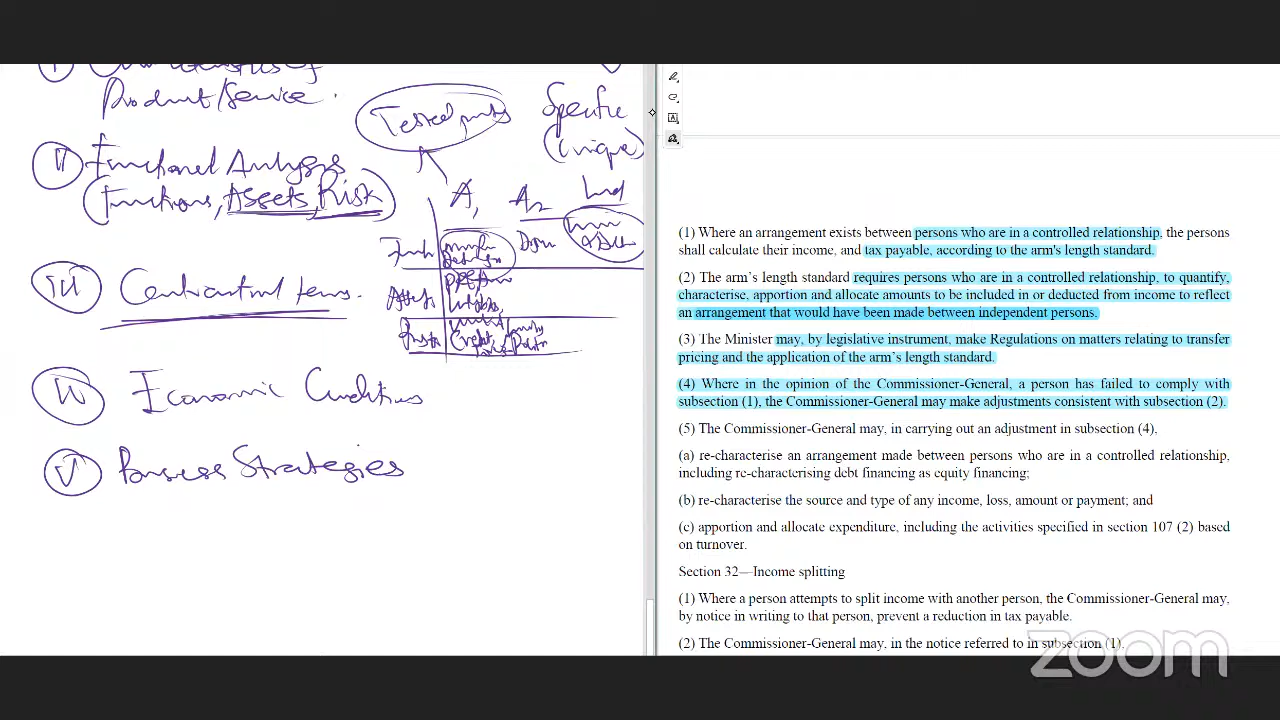 Product/Service.
Tested party
Specific
(Unique)
II Functional Analysis
(Functions, Assets, Risk)
A1
A2
Design
Assets
Risk
Credit
III Contractual terms.
IV Economic Conditions
V Business Strategies
(1) Where an arrangement exists between persons who are in a controlled relationship, the persons
shall calculate their income, and tax payable, according to the arm's length standard.
(2) The arm’s length standard requires persons who are in a controlled relationship, to quantify,
characterise, apportion and allocate amounts to be included in or deducted from income to reflect
an arrangement that would have been made between independent persons.
(3) The Minister may, by legislative instrument, make Regulations on matters relating to transfer
pricing and the application of the arm’s length standard.
(4) Where in the opinion of the Commissioner-General, a person has failed to comply with
subsection (1), the Commissioner-General may make adjustments consistent with subsection (2).
(5) The Commissioner-General may, in carrying out an adjustment in subsection (4),
(a) re-characterise an arrangement made between persons who are in a controlled relationship,
including re-characterising debt financing as equity financing;
(b) re-characterise the source and type of any income, loss, amount or payment; and
(c) apportion and allocate expenditure, including the activities specified in section 107 (2) based
on turnover.
Section 32—Income splitting
(1) Where a person attempts to split income with another person, the Commissioner-General may,
by notice in writing to that person, prevent a reduction in tax payable.
(2) The Commissioner-General may, in the notice referred to in subsection (1),
zoom